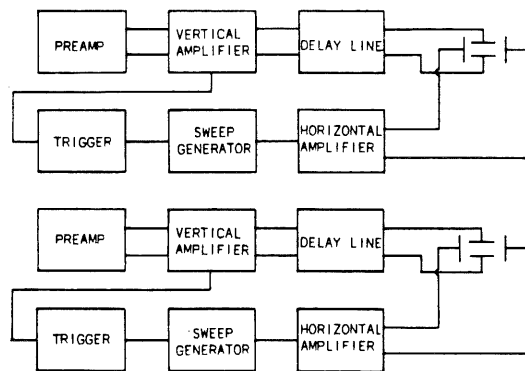 PREAMP
VERTICAL
AMPLIFIER
DELAY LINE
TRIGGER
SWEEP
GENERATOR
HORIZONTAL
AMPLIFIER
PREAMP
VERTICAL
AMPLIFIER
DELAY LINE
TRIGGER
SWEEP
GENERATOR
HORIZONTAL
AMPLIFIER